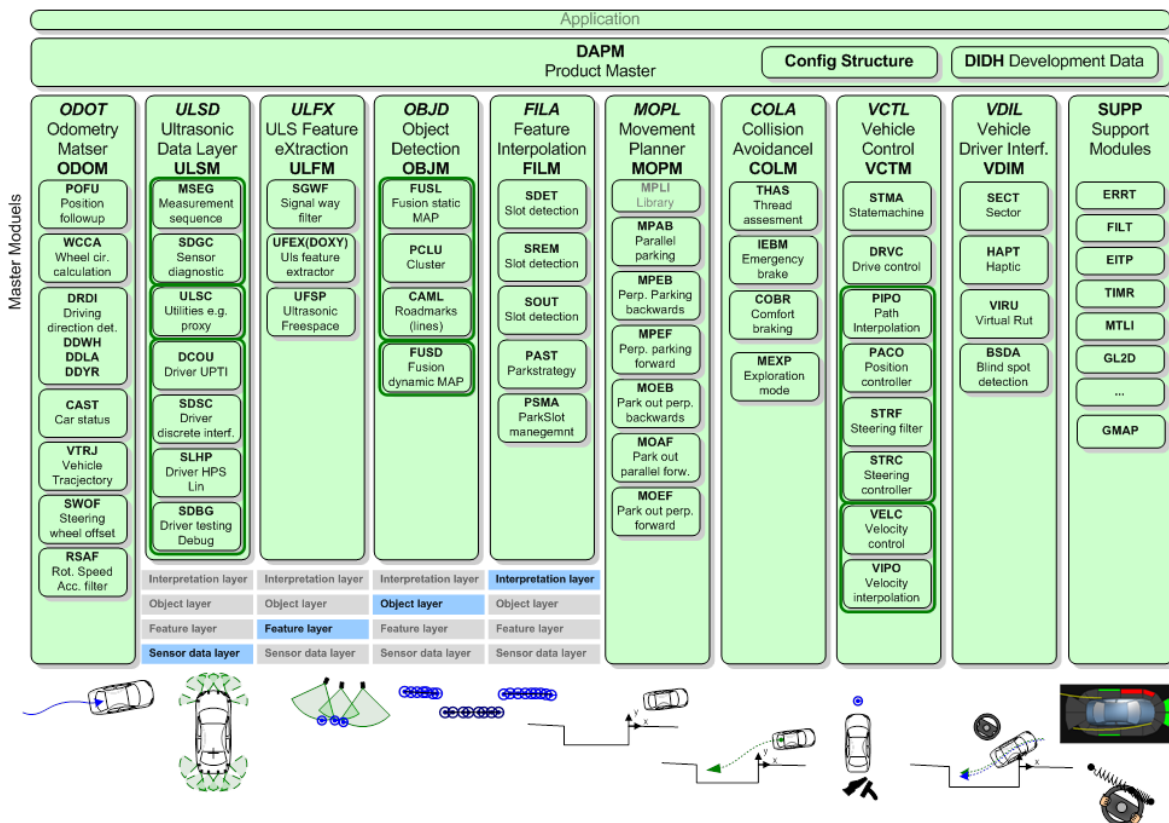 Application
DAPM
Product Master
Config Structure
DIDH Development Data
Master Moduels
ODOT
Odometry
Matser
ODOM
POFU
Position
followup
WCCA
Wheel cir.
calculation
DRDI
Driving
direction det.
DDWH
DDLA
DDYR
CAST
Car status
VTRJ
Vehicle
Tracjectory
SWOF
Steering
wheel offset
RSAF
Rot. Speed
Acc. filter
ULSD
Ultrasonic
Data Layer
ULSM
MSEG
Measurement
sequence
SDGC
Sensor
diagnostic
ULSC
Utilities e.g.
proxy
DCOU
Driver UPTI
SDSC
Driver
discrete interf.
SLHP
Driver HPS
Lin
SDBG
Driver testing
Debug
ULFX
ULS Feature
eXtraction
ULFM
SGWF
Signal way
filter
UFEX(DOXY)
Uls feature
extractor
UFSP
Ultrasonic
Freespace
OBJD
Object
Detection
OBJM
FUSL
Fusion static
MAP
PCLU
Cluster
CAML
Roadmarks
(lines)
FUSD
Fusion
dynamic MAP
FILA
Feature
Interpolation
FILM
SDET
Slot detection
SREM
Slot detection
SOUT
Slot detection
PAST
Parkstrategy
PSMA
ParkSlot
manegemnt
MOPL
Movement
Planner
MOPM
MPLI
Library
MPAB
Parallel
parking
MPEB
Perp. Parking
backwards
MPEF
Perp. parking
forward
MOEB
Park out perp.
backwards
MOAF
Park out
parallel forw.
MOEF
Park out perp.
forward
COLA
Collision
Avoidancel
COLM
THAS
Thread
assesment
IEBM
Emergency
brake
COBR
Comfort
braking
MEXP
Exploration
mode
VCTL
Vehicle
Control
VCTM
STMA
Statemachine
DRVC
Drive control
PIPO
Path
Interpolation
PACO
Position
controller
STRF
Steering filter
STRC
Steering
controller
VELC
Velocity
control
VIPO
Velocity
interpolation
VDIL
Vehicle
Driver Interf.
VDIM
SECT
Sector
HAPT
Haptic
VIRU
Virtual Rut
BSDA
Blind spot
detection
SUPP
Support
Modules
ERRT
FILT
EITP
TIMR
MTLI
GL2D
...
GMAP
Interpretation layer
Interpretation layer
Interpretation layer
Interpretation layer
Object layer
Object layer
Object layer
Object layer
Feature layer
Feature layer
Feature layer
Feature layer
Sensor data layer
Sensor data layer
Sensor data layer
Sensor data layer
y
x
y
x
y
x